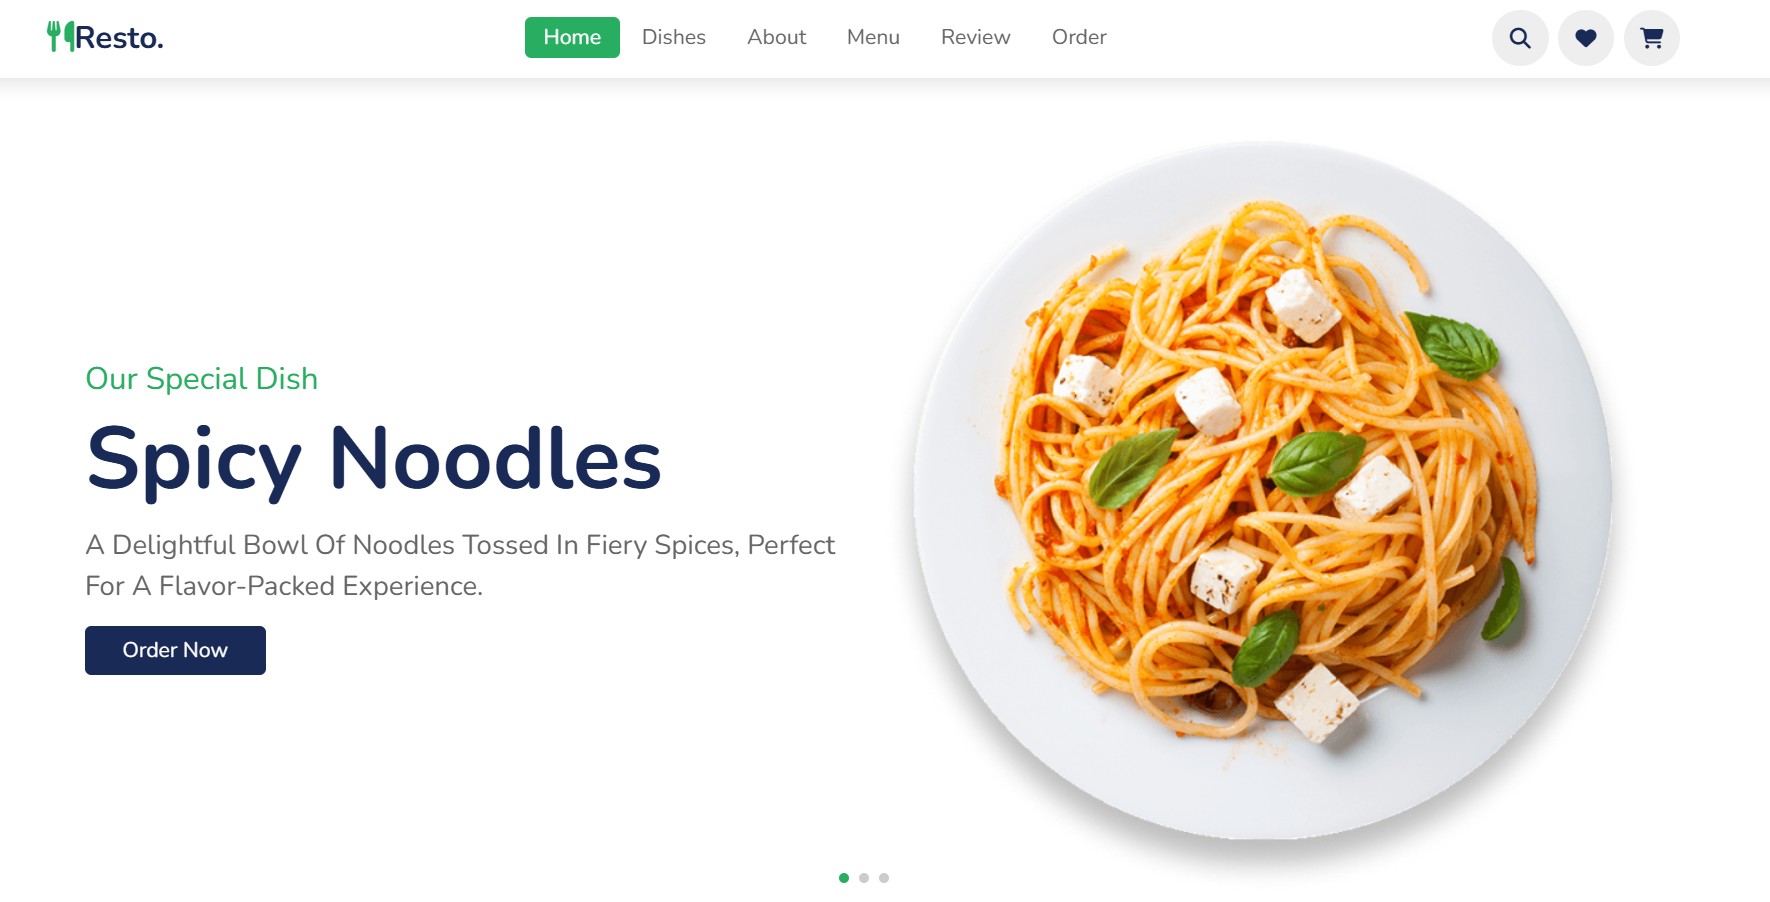 Resto.
Home Dishes About Menu Review Order
Our Special Dish
Spicy Noodles
A Delightful Bowl Of Noodles Tossed In Fiery Spices, Perfect
For A Flavor-Packed Experience.
Order Now